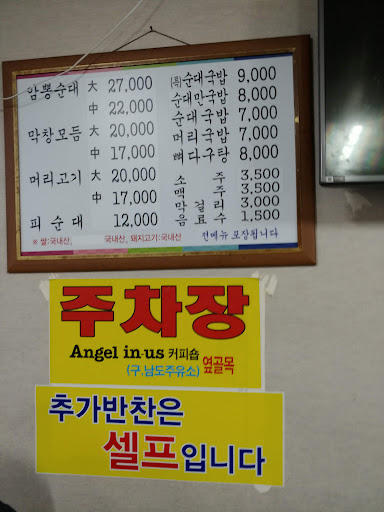 암뽕순대 大 27,000
中 22,000
막창모듬 大 20,000
中 17,000
머리고기 大 20,000
中 17,000
피순대 12,000
(특)순대국밥 9,000
순대만국밥 8,000
순대국밥 7,000
머리국밥 7,000
뼈다구탕 8,000
소주 3,500
맥주 3,500
막걸리 3,000
음료수 1,500
※ 쌀:국내산, 국내산, 돼지고기:국내산 전메뉴 포장됩니다
주차장
Angel in-us 커피숍
(구,남도주유소) 옆골목
추가반찬은
셀프입니다